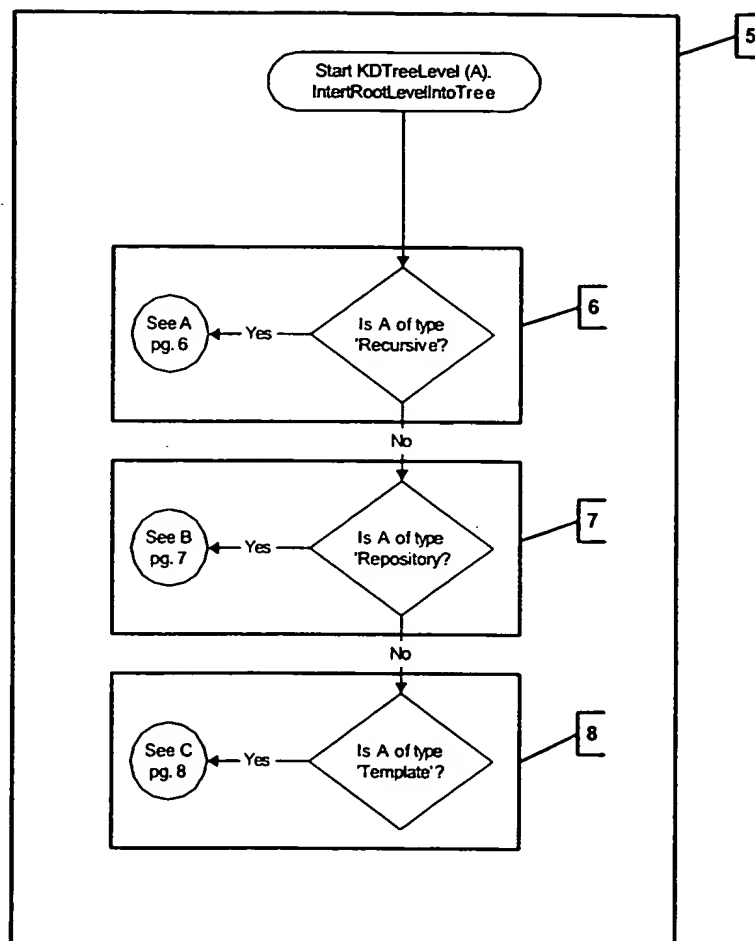 5
Start KDTreeLevel (A).
IntertRootLevelIntoTree
6
See A
pg. 6
Yes
Is A of type
'Recursive'?
No
7
See B
pg. 7
Yes
Is A of type
'Repository?
No
8
See C
pg. 8
Yes
Is A of type
'Template'?